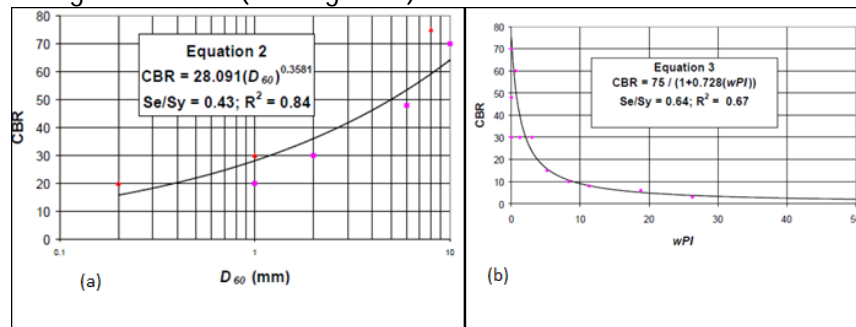 80
70
60
50
40
30
20
10
0
CBR
Equation 2
CBR = 28.091(D 60)^0.3581
Se/Sy = 0.43; R² = 0.84
0.1
1
10
(a)
D 60 (mm)
80
70
60
50
40
30
20
10
0
CBR
Equation 3
CBR = 75 / (1+0.728(wPI))
Se/Sy = 0.64; R² = 0.67
0
10
20
30
40
50
(b)
wPI